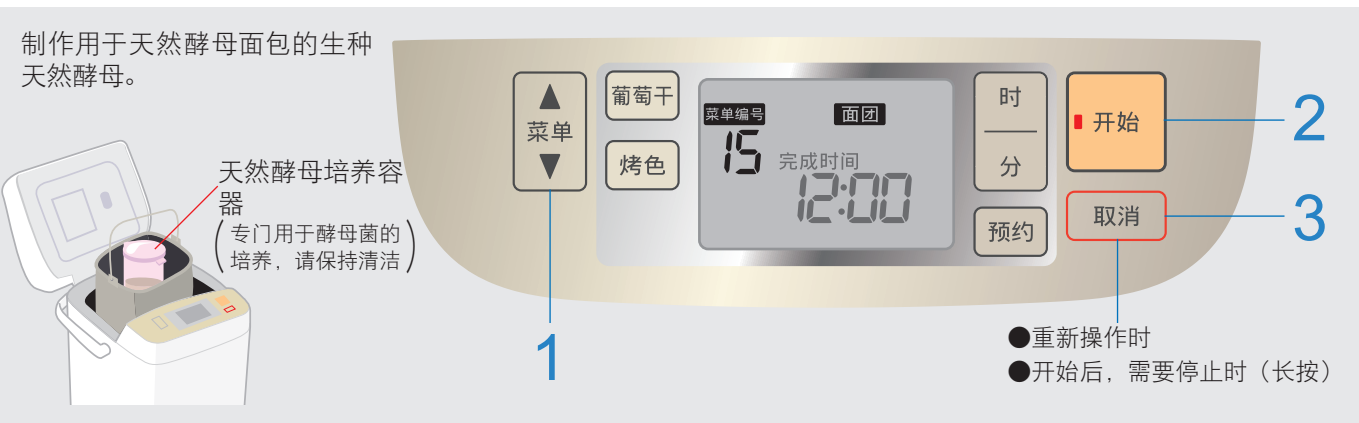 制作用于天然酵母面包的生种
天然酵母。
天然酵母培养容
器
(专门用于酵母菌的
培养，请保持清洁)
▲
菜单
▼
葡萄干
烤色
菜单编号
面团
15
完成时间
12:00
时
分
预约
开始
取消
1
2
3
●重新操作时
●开始后，需要停止时（长按）